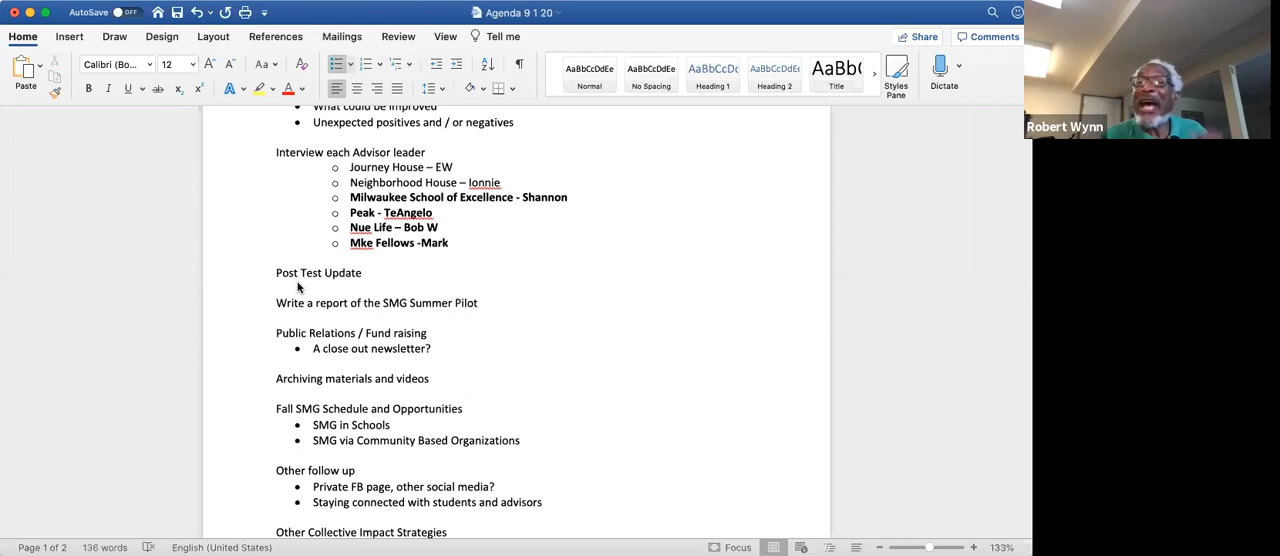 AutoSave OFF
Agenda 9 1 20
Home Insert Draw Design Layout References Mailings Review View Tell me
Share Comments
Paste
Calibri (Bo... 12
AaBbCcDdEe AaBbCcDdEe AaBbCcDc AaBbCcDdEe AaBb(
Normal No Spacing Heading 1 Heading 2 Title
Styles Pane
Dictate
What could be improved
Unexpected positives and / or negatives
Interview each Advisor leader
Journey House – EW
Neighborhood House – Ionnie
Milwaukee School of Excellence - Shannon
Peak - TeAngelo
Nue Life – Bob W
Mke Fellows -Mark
Post Test Update
Write a report of the SMG Summer Pilot
Public Relations / Fund raising
A close out newsletter?
Archiving materials and videos
Fall SMG Schedule and Opportunities
SMG in Schools
SMG via Community Based Organizations
Other follow up
Private FB page, other social media?
Staying connected with students and advisors
Other Collective Impact Strategies
Page 1 of 2 136 words English (United States) Focus 133%
Robert Wynn